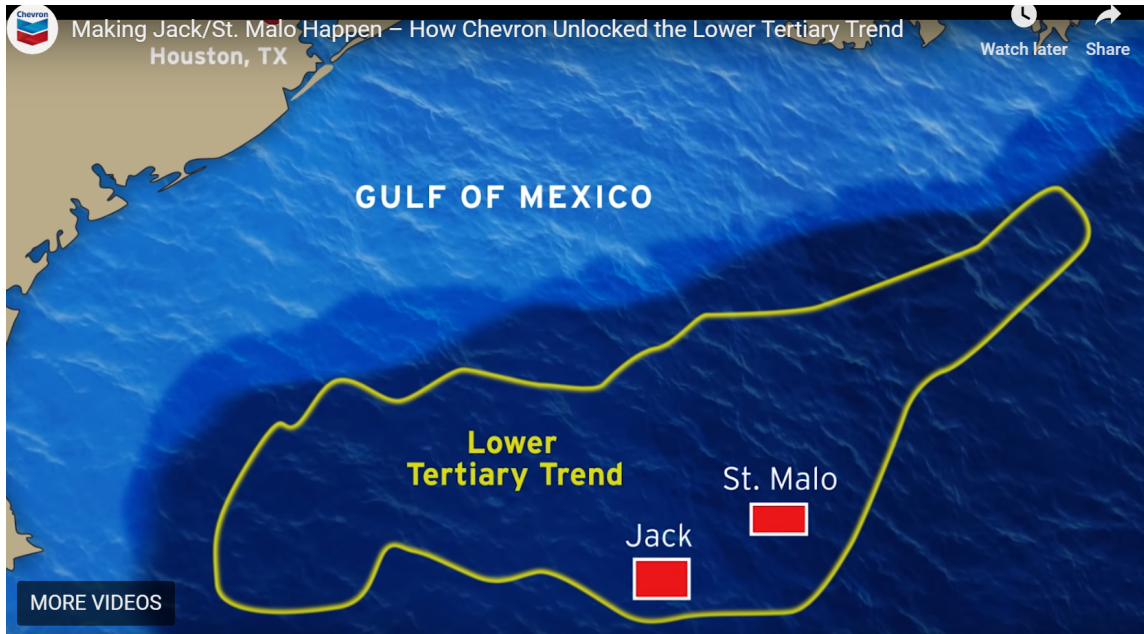 Chevron
Making Jack/St. Malo Happen – How Chevron Unlocked the Lower Tertiary Trend
Watch later
Share
Houston, TX
GULF OF MEXICO
Lower
Tertiary Trend
St. Malo
Jack
MORE VIDEOS